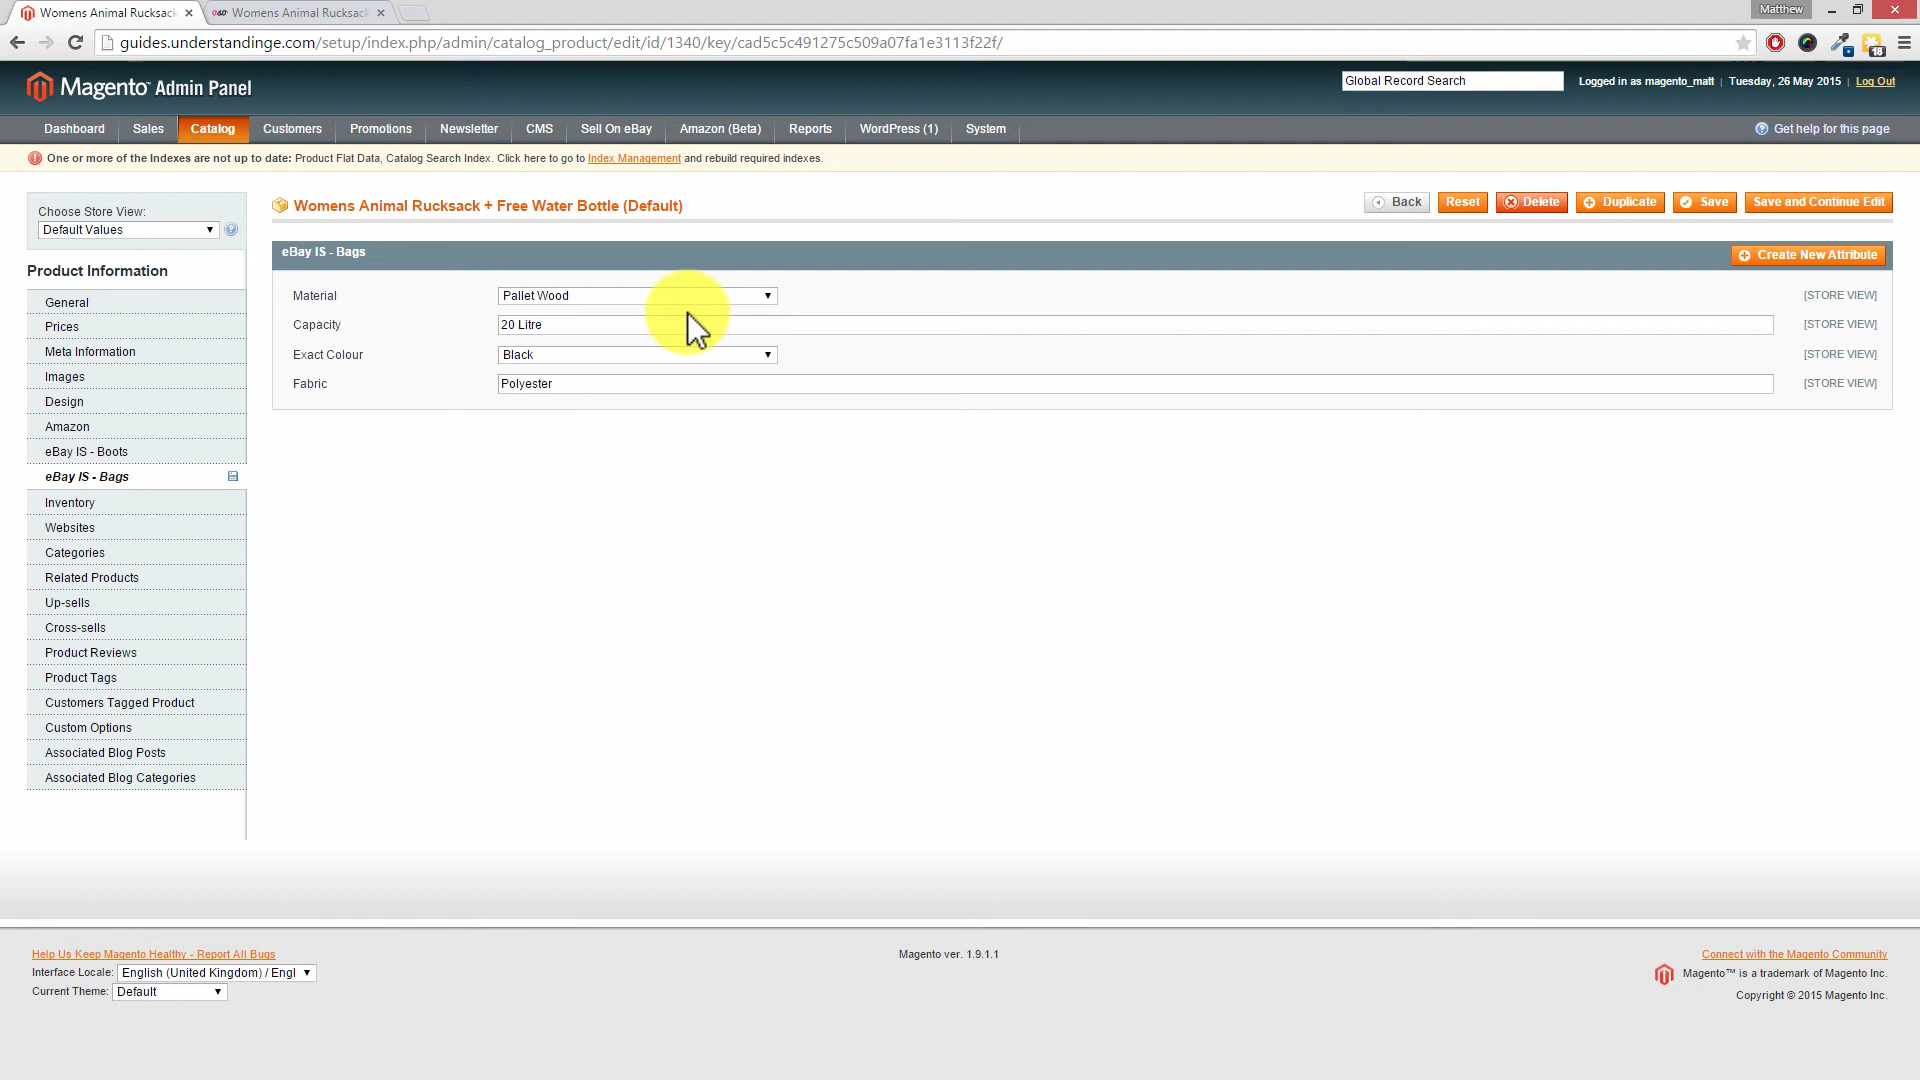 Womens Animal Rucksack
Womens Animal Rucksack
Matthew
guides.understandinge.com/setup/index.php/admin/catalog_product/edit/id/1340/key/cad5c5c491275c509a07fa1e3113f22f/
18
Magento™ Admin Panel
Global Record Search
Logged in as magento_matt | Tuesday, 26 May 2015 | Log Out
Dashboard Sales Catalog Customers Promotions Newsletter CMS Sell On eBay Amazon (Beta) Reports WordPress (1) System
Get help for this page
One or more of the Indexes are not up to date: Product Flat Data, Catalog Search Index. Click here to go to Index Management and rebuild required indexes.
Choose Store View:
Default Values
Womens Animal Rucksack + Free Water Bottle (Default)
Back Reset Delete Duplicate Save Save and Continue Edit
Product Information
General
Prices
Meta Information
Images
Design
Amazon
eBay IS - Boots
eBay IS - Bags
Inventory
Websites
Categories
Related Products
Up-sells
Cross-sells
Product Reviews
Product Tags
Customers Tagged Product
Custom Options
Associated Blog Posts
Associated Blog Categories
eBay IS - Bags
Create New Attribute
Material Pallet Wood [STORE VIEW]
Capacity 20 Litre [STORE VIEW]
Exact Colour Black [STORE VIEW]
Fabric Polyester [STORE VIEW]
Help Us Keep Magento Healthy - Report All Bugs
Interface Locale: English (United Kingdom) / Engl
Current Theme: Default
Magento ver. 1.9.1.1
Connect with the Magento Community
Magento™ is a trademark of Magento Inc.
Copyright © 2015 Magento Inc.